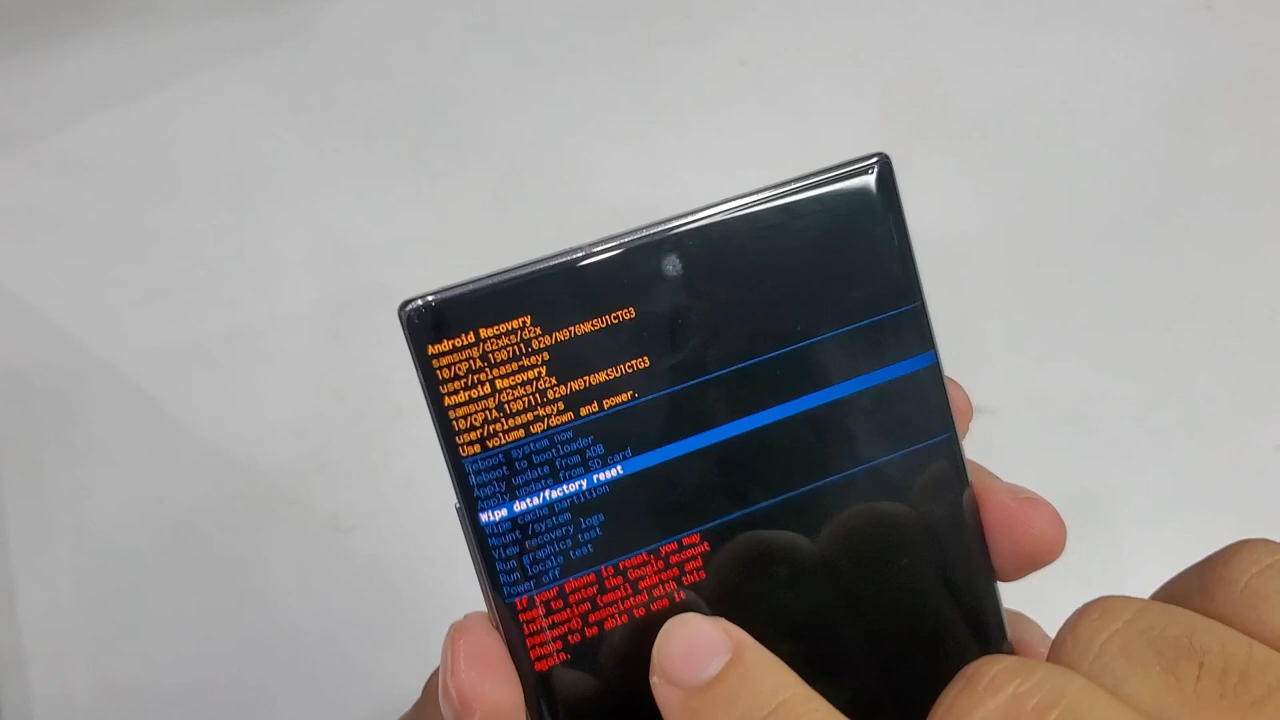 Android Recovery
samsung/d2xks/d2x
10/QP1A.190711.020/N976NKSU1CTG3
user/release-keys
Android Recovery
samsung/d2xks/d2x
10/QP1A.190711.020/N976NKSU1CTG3
user/release-keys
Use volume up/down and power.
Reboot system now
Reboot to bootloader
Apply update from ADB
Apply update from SD card
Wipe data/factory reset
Wipe cache partition
Mount /system
View recovery logs
Run graphics test
Run locale test
Power off
If your phone is reset, you may
need to enter the Google account
information (email address and
password) associated with this
phone to be able to use it
again.